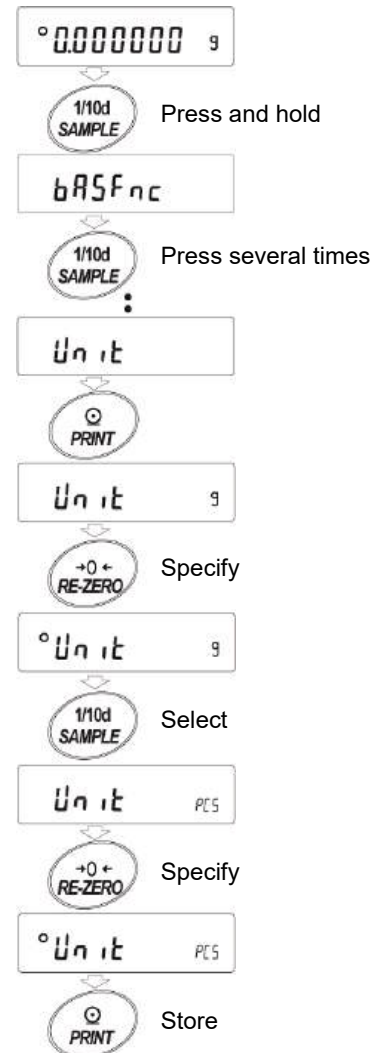 °0.000000 g
1/10d
SAMPLE Press and hold
bASFnc
1/10d
SAMPLE Press several times
Unit
PRINT
Unit g
→0←
RE-ZERO Specify
°Unit g
1/10d
SAMPLE Select
Unit PCS
→0←
RE-ZERO Specify
°Unit PCS
PRINT Store